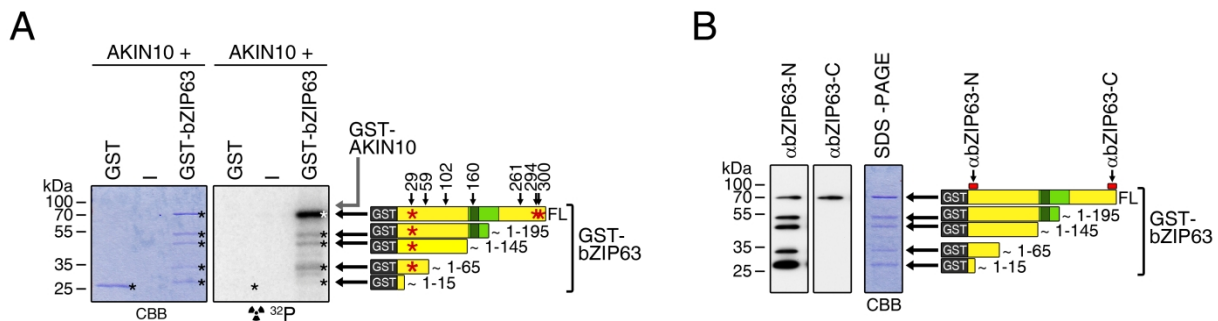 A
AKIN10 +
AKIN10 +
GST
–
GST-bZIP63
GST
–
GST-bZIP63
GST-
AKIN10
kDa
100
70
55
35
25
29
59
102
160
261
294
300
GST
FL
GST
~ 1-195
GST
~ 1-145
GST
~ 1-65
GST
~ 1-15
GST-
bZIP63
CBB
32P
B
αbZIP63-N
αbZIP63-C
SDS -PAGE
αbZIP63-N
αbZIP63-C
kDa
100
70
55
35
25
GST
FL
GST
~ 1-195
GST
~ 1-145
GST
~ 1-65
GST
~ 1-15
GST-
bZIP63
CBB